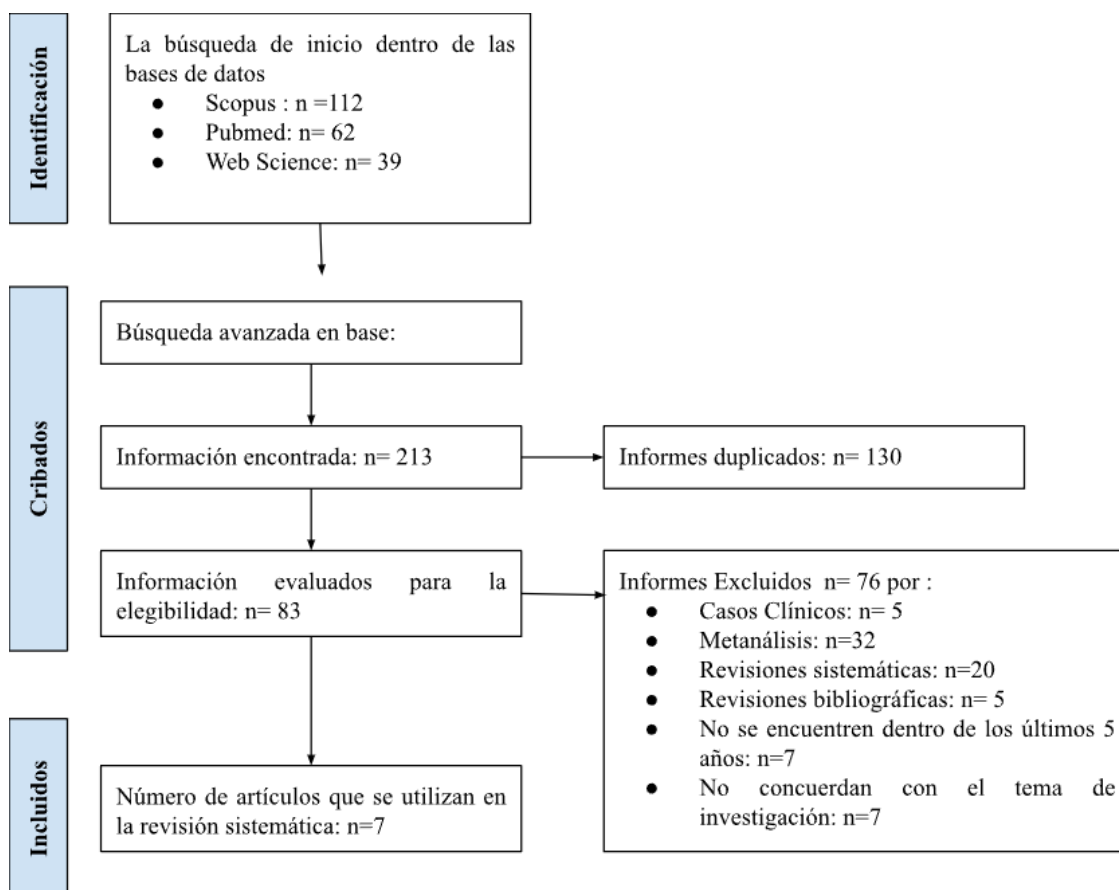 Identificación
La búsqueda de inicio dentro de las
bases de datos
● Scopus : n =112
● Pubmed: n= 62
● Web Science: n= 39
Cribados
Búsqueda avanzada en base:
Información encontrada: n= 213
Informes duplicados: n= 130
Información evaluados para la
elegibilidad: n= 83
Informes Excluidos n= 76 por :
● Casos Clínicos: n= 5
● Metanálisis: n=32
● Revisiones sistemáticas: n=20
● Revisiones bibliográficas: n= 5
● No se encuentren dentro de los últimos 5
años: n=7
● No concuerdan con el tema de
investigación: n=7
Incluidos
Número de artículos que se utilizan en
la revisión sistemática: n=7